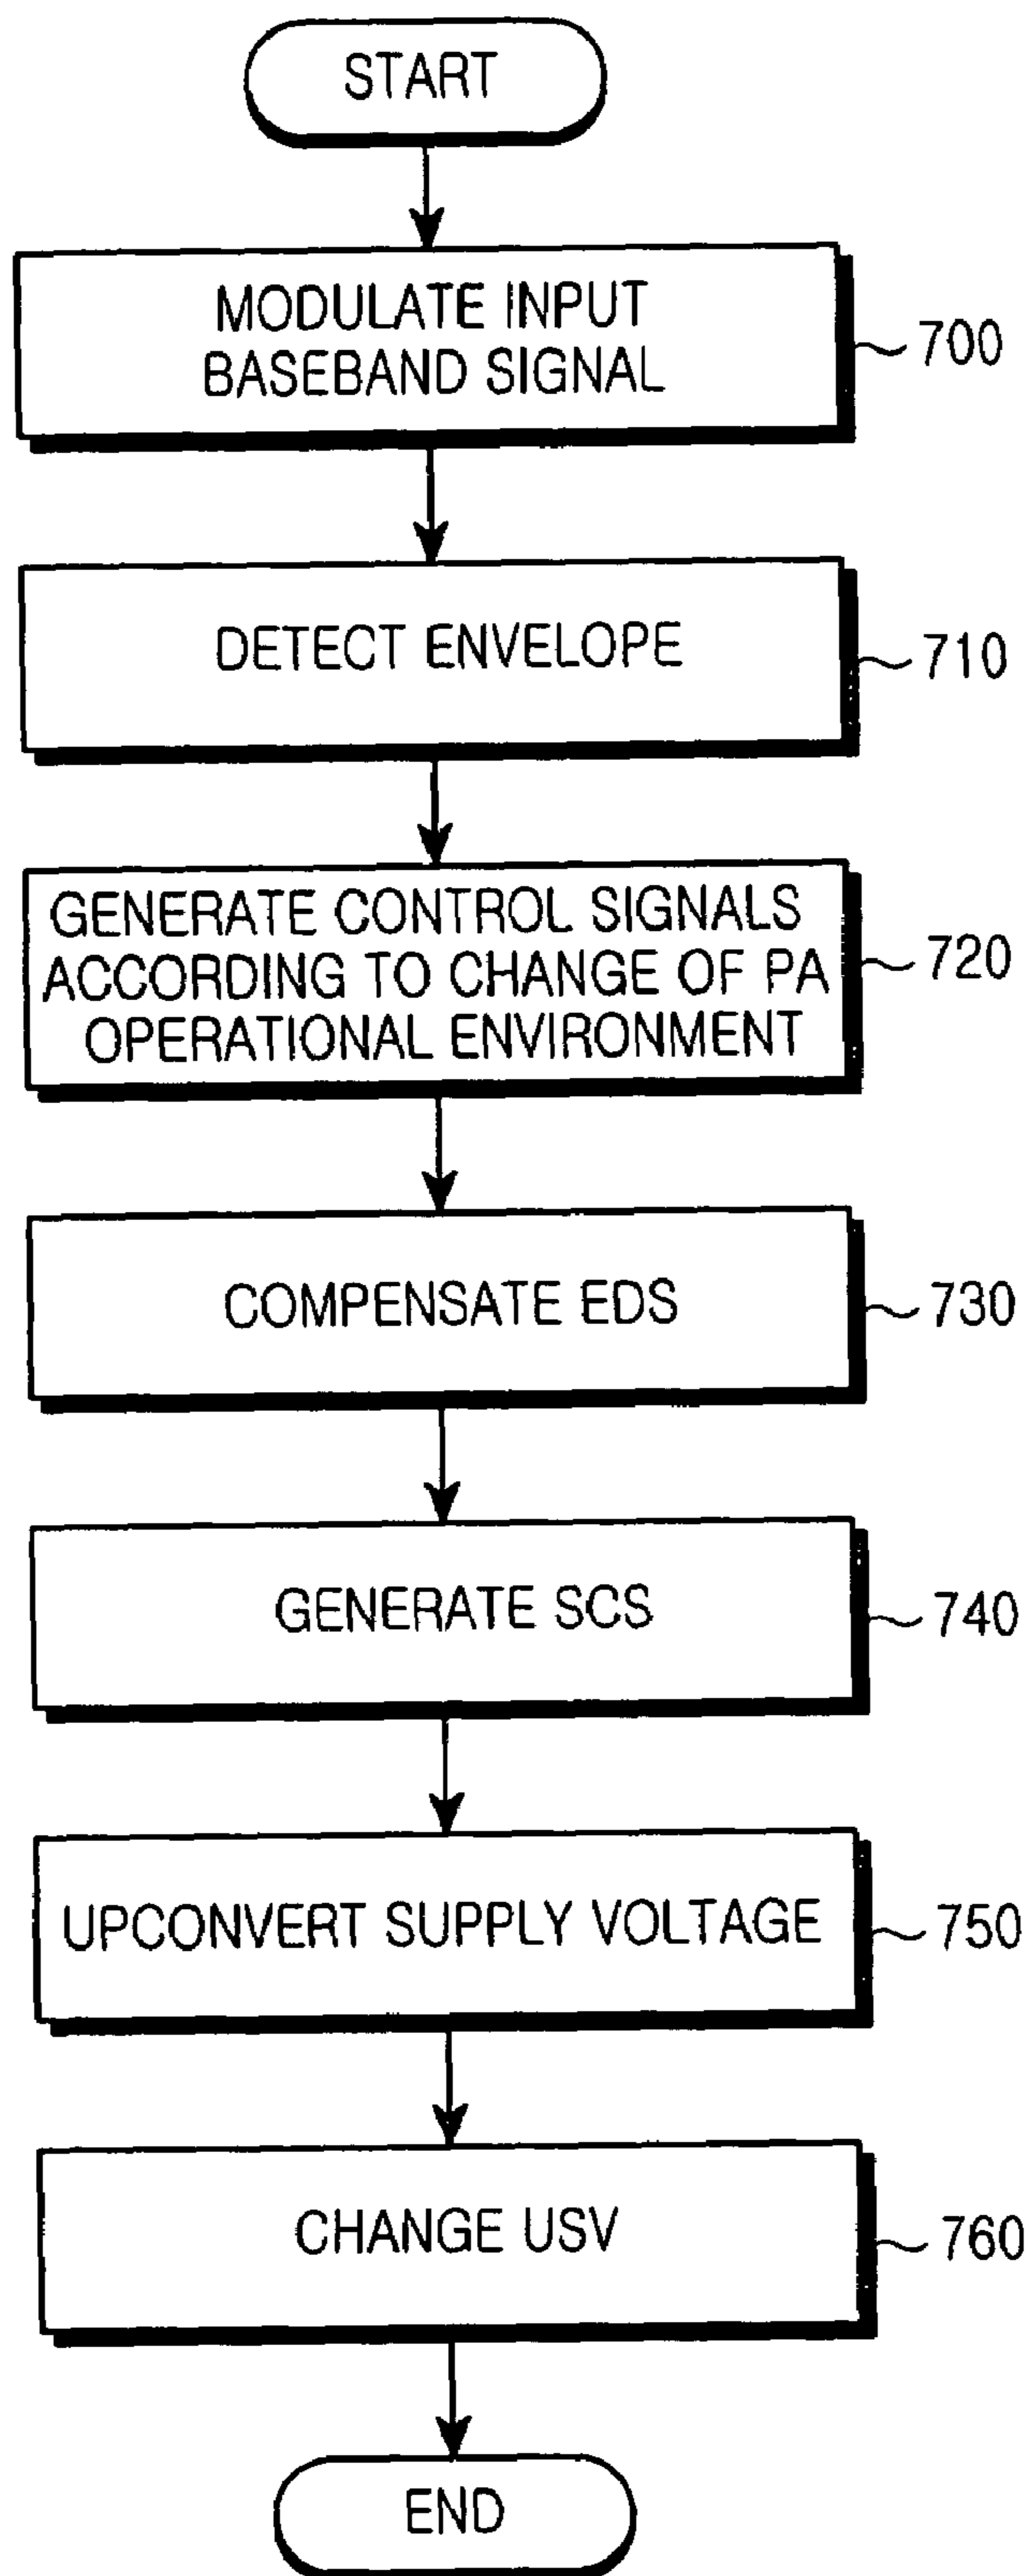 START
MODULATE INPUT
BASEBAND SIGNAL
700
DETECT ENVELOPE
710
GENERATE CONTROL SIGNALS
ACCORDING TO CHANGE OF PA
OPERATIONAL ENVIRONMENT
720
COMPENSATE EDS
730
GENERATE SCS
740
UPCONVERT SUPPLY VOLTAGE
750
CHANGE USV
760
END